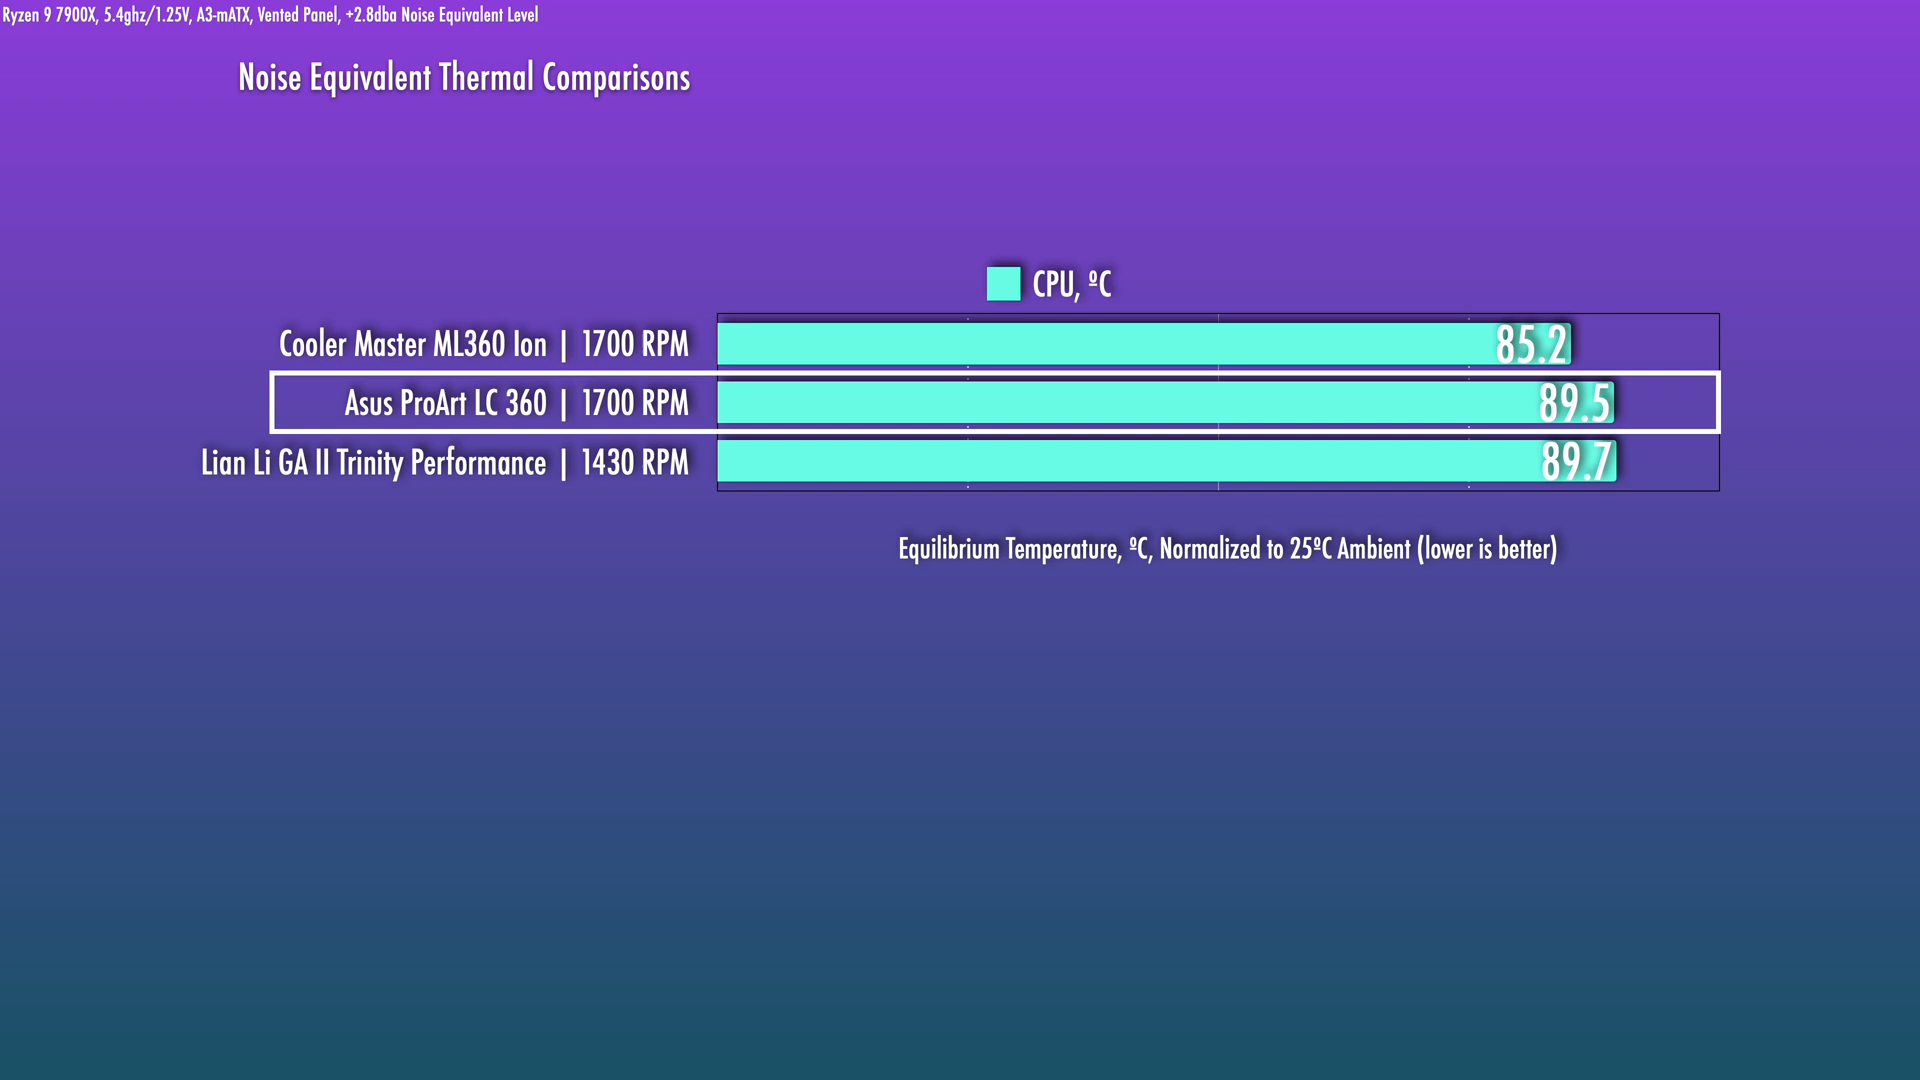 Ryzen 9 7900X, 5.4ghz/1.25V, A3-mATX, Vented Panel, +2.8dba Noise Equivalent Level
Noise Equivalent Thermal Comparisons
CPU, ºC
Cooler Master ML360 Ion | 1700 RPM 85.2
Asus ProArt LC 360 | 1700 RPM 89.5
Lian Li GA II Trinity Performance | 1430 RPM 89.7
Equilibrium Temperature, ºC, Normalized to 25ºC Ambient (lower is better)